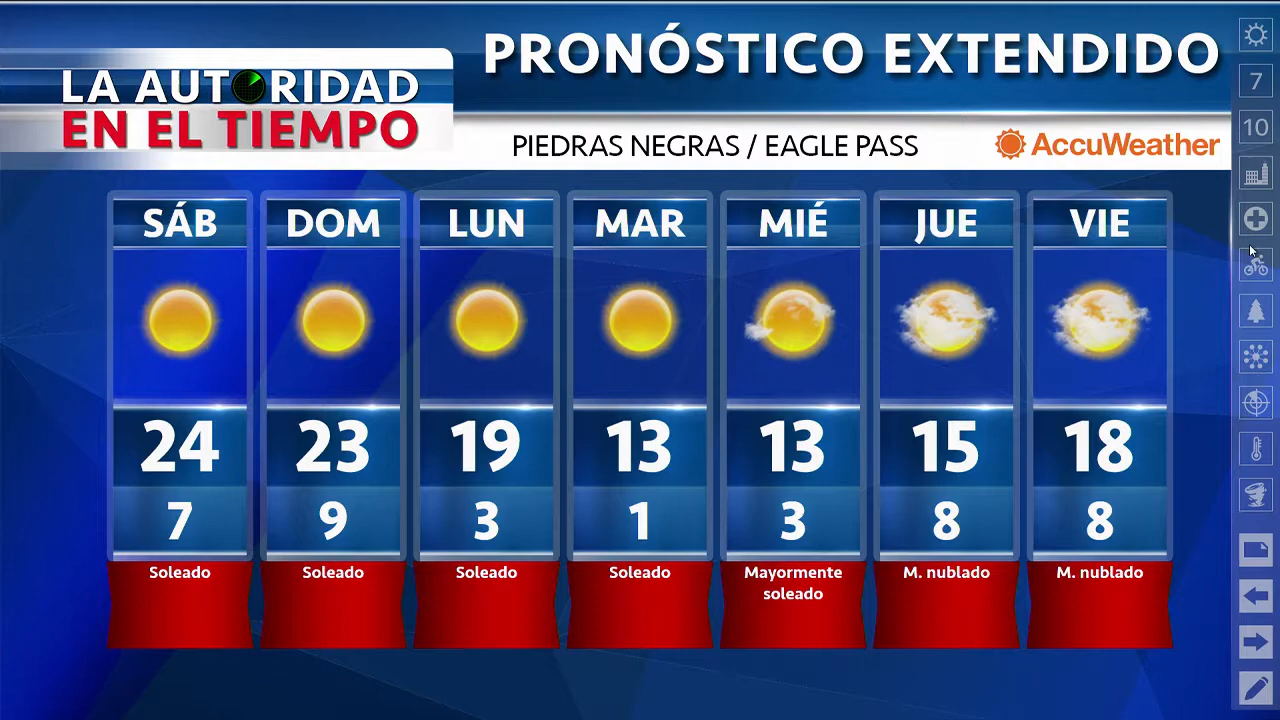 LA AUTORIDAD
EN EL TIEMPO
PRONÓSTICO EXTENDIDO
PIEDRAS NEGRAS / EAGLE PASS
AccuWeather
SÁB DOM LUN MAR MIÉ JUE VIE
24 23 19 13 13 15 18
7 9 3 1 3 8 8
Soleado Soleado Soleado Soleado Mayormente M. nublado M. nublado
soleado
7
10